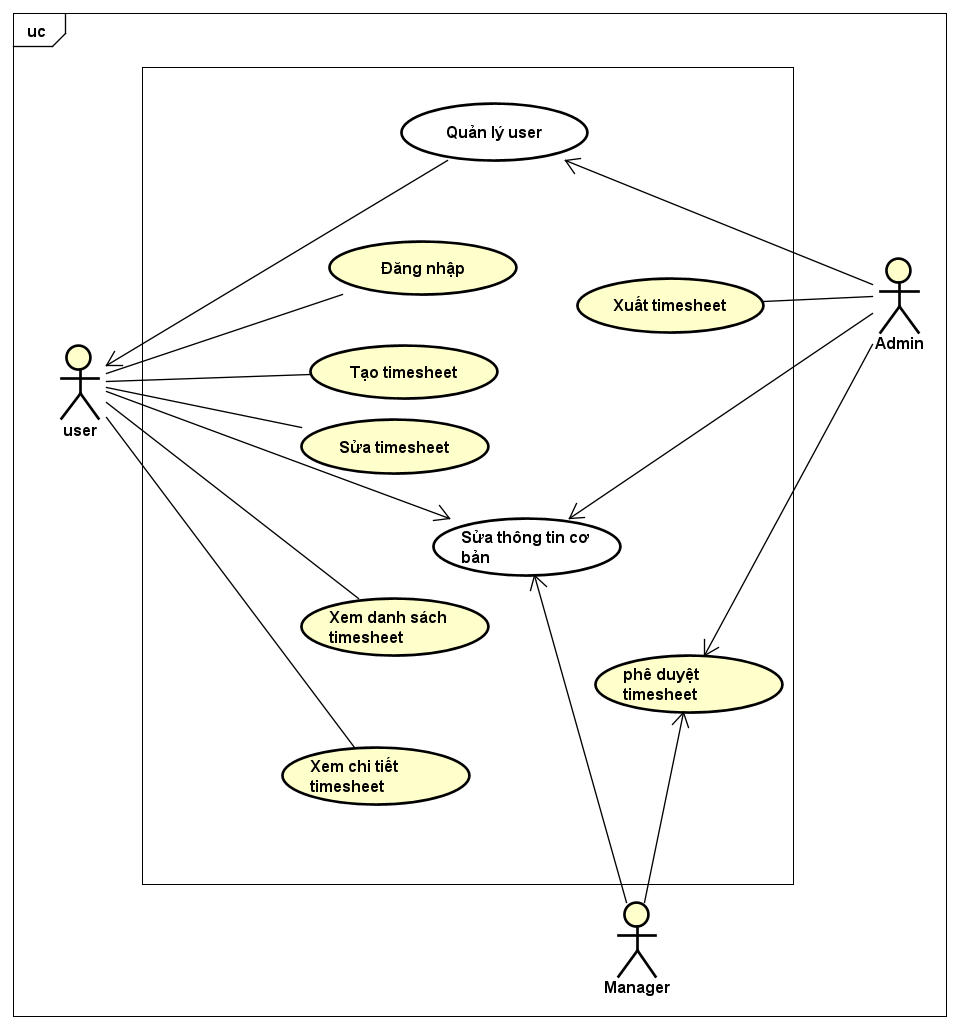 uc
Quản lý user
Đăng nhập
Xuất timesheet
Admin
Tạo timesheet
user
Sửa timesheet
Sửa thông tin cơ
bản
Xem danh sách
timesheet
phê duyệt
timesheet
Xem chi tiết
timesheet
Manager